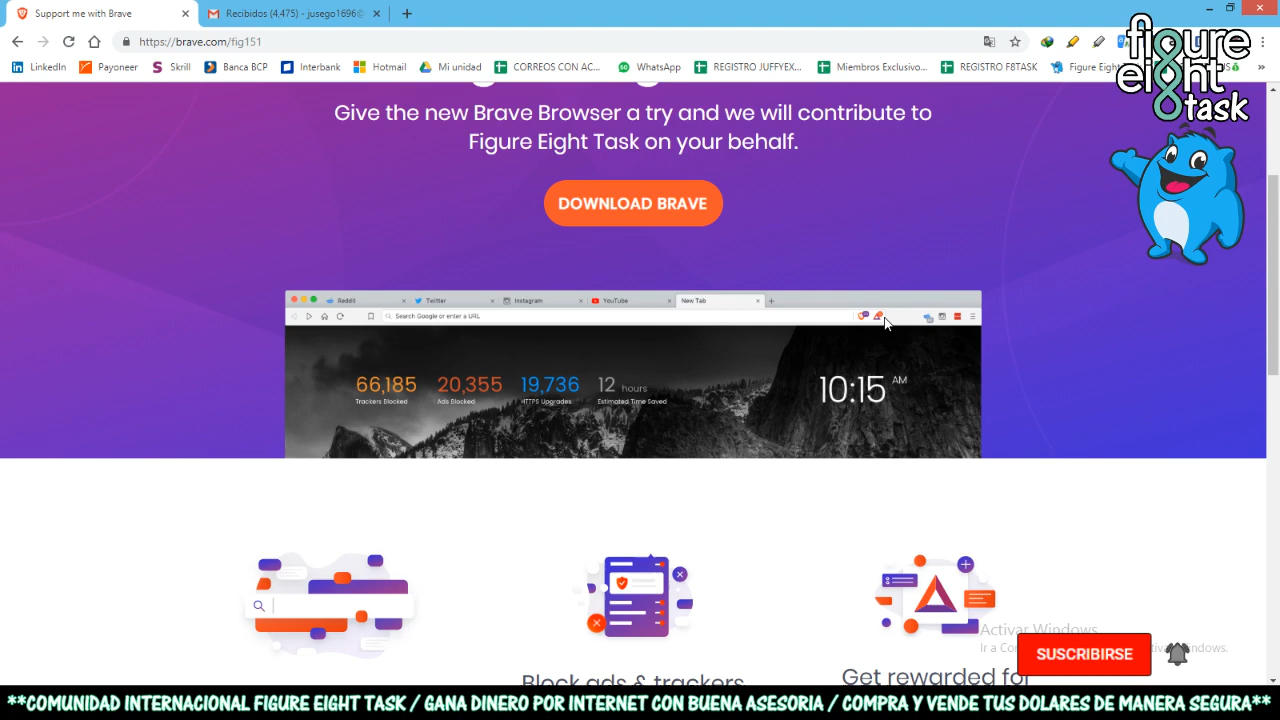 Support me with Brave
Recibidos (4.475) - jusego1696@
https://brave.com/fig151
LinkedIn
Payoneer
Skrill
Banca BCP
Interbank
Hotmail
Mi unidad
CORREOS CON AC...
WhatsApp
REGISTRO JUFFYEX...
Miembros Exclusivo...
REGISTRO F8TASK
Figure Eight
figure
eight
task
Give the new Brave Browser a try and we will contribute to
Figure Eight Task on your behalf.
DOWNLOAD BRAVE
Reddit
Twitter
Instagram
YouTube
New Tab
Search Google or enter a URL
66,185
20,355
19,736
12 hours
Trackers Blocked
Ads Blocked
HTTPS Upgrades
Estimated Time Saved
10:15 AM
Block ads & trackers
Get rewarded for
Activar Windows
SUSCRIBIRSE
**COMUNIDAD INTERNACIONAL FIGURE EIGHT TASK / GANA DINERO POR INTERNET CON BUENA ASESORIA / COMPRA Y VENDE TUS DOLARES DE MANERA SEGURA**